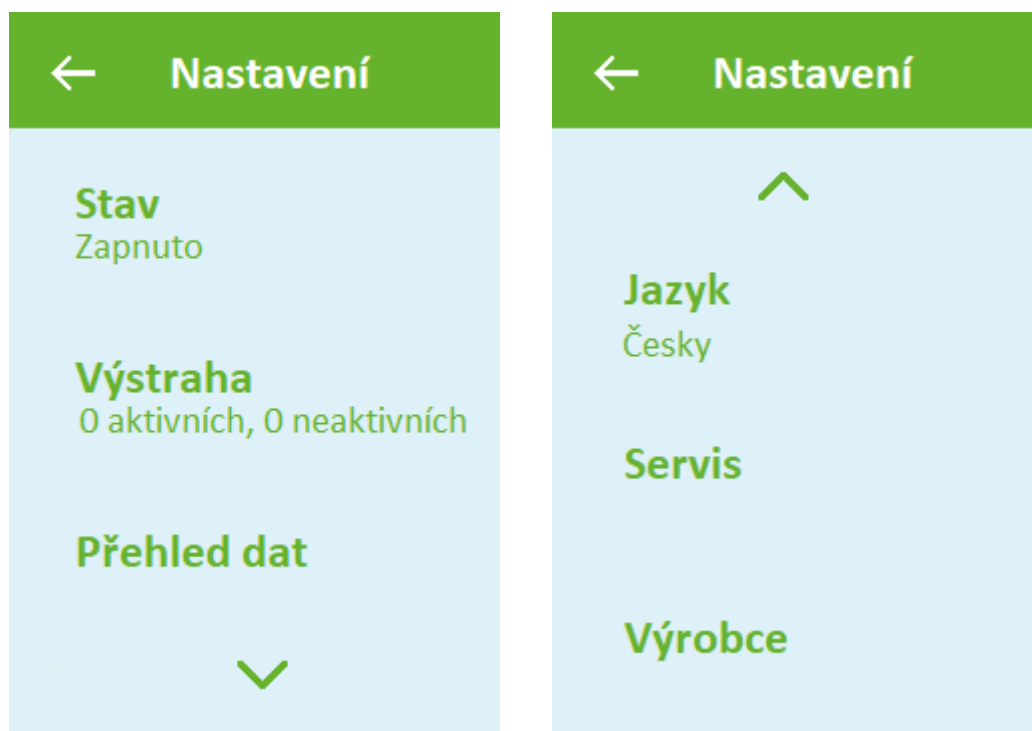 Nastavení
Stav
Zapnuto
Výstraha
0 aktivních, 0 neaktivních
Přehled dat
Nastavení
Jazyk
Česky
Servis
Výrobce